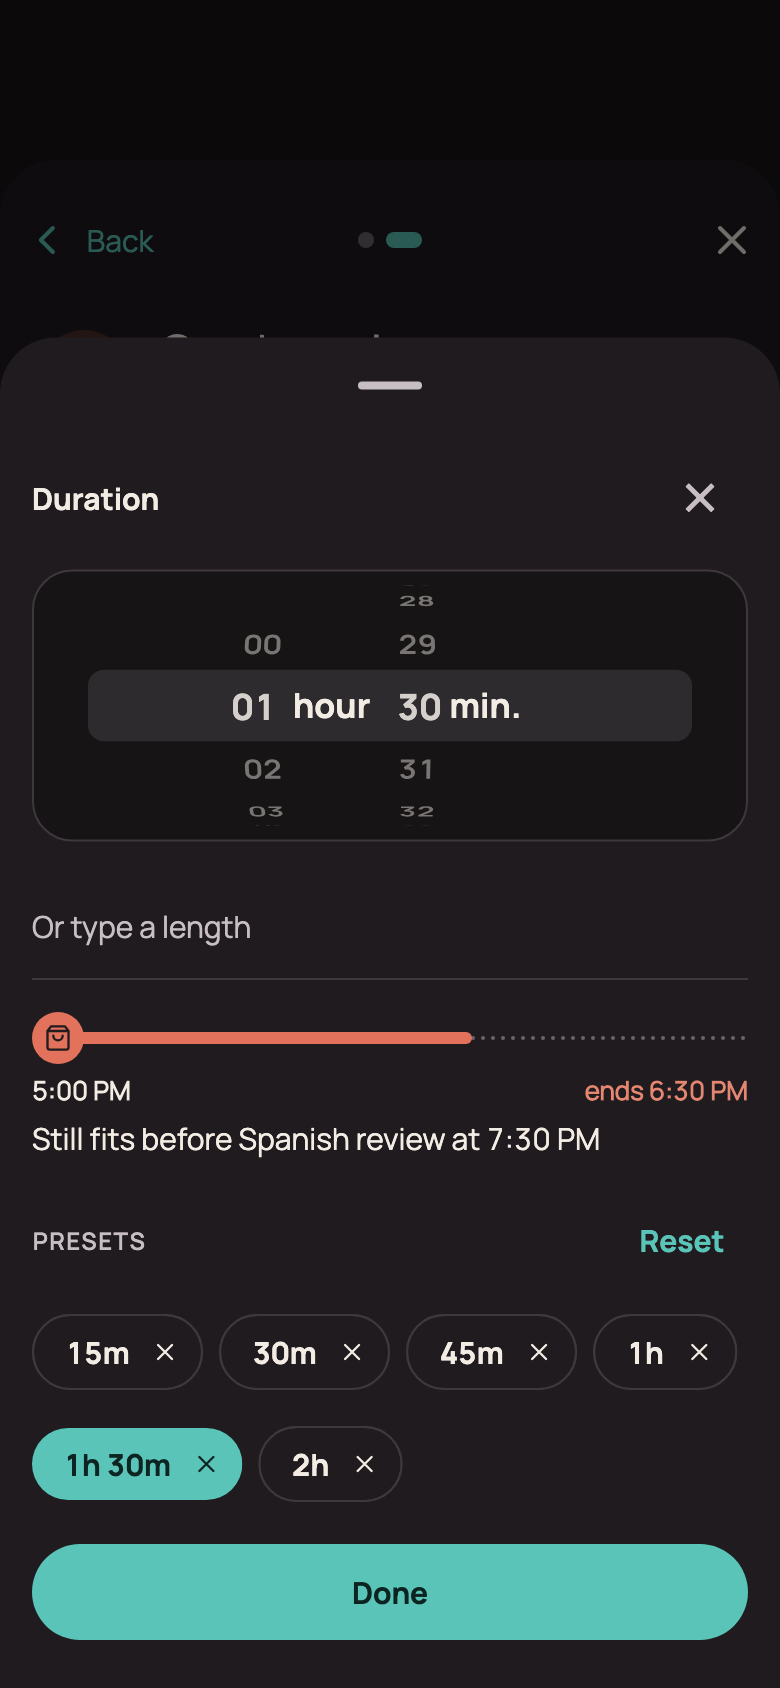 Back
Duration
28
00 29
01 hour 30 min.
02 31
03 32
Or type a length
5:00 PM ends 6:30 PM
Still fits before Spanish review at 7:30 PM
PRESETS Reset
15m 30m 45m 1h
1h 30m 2h
Done